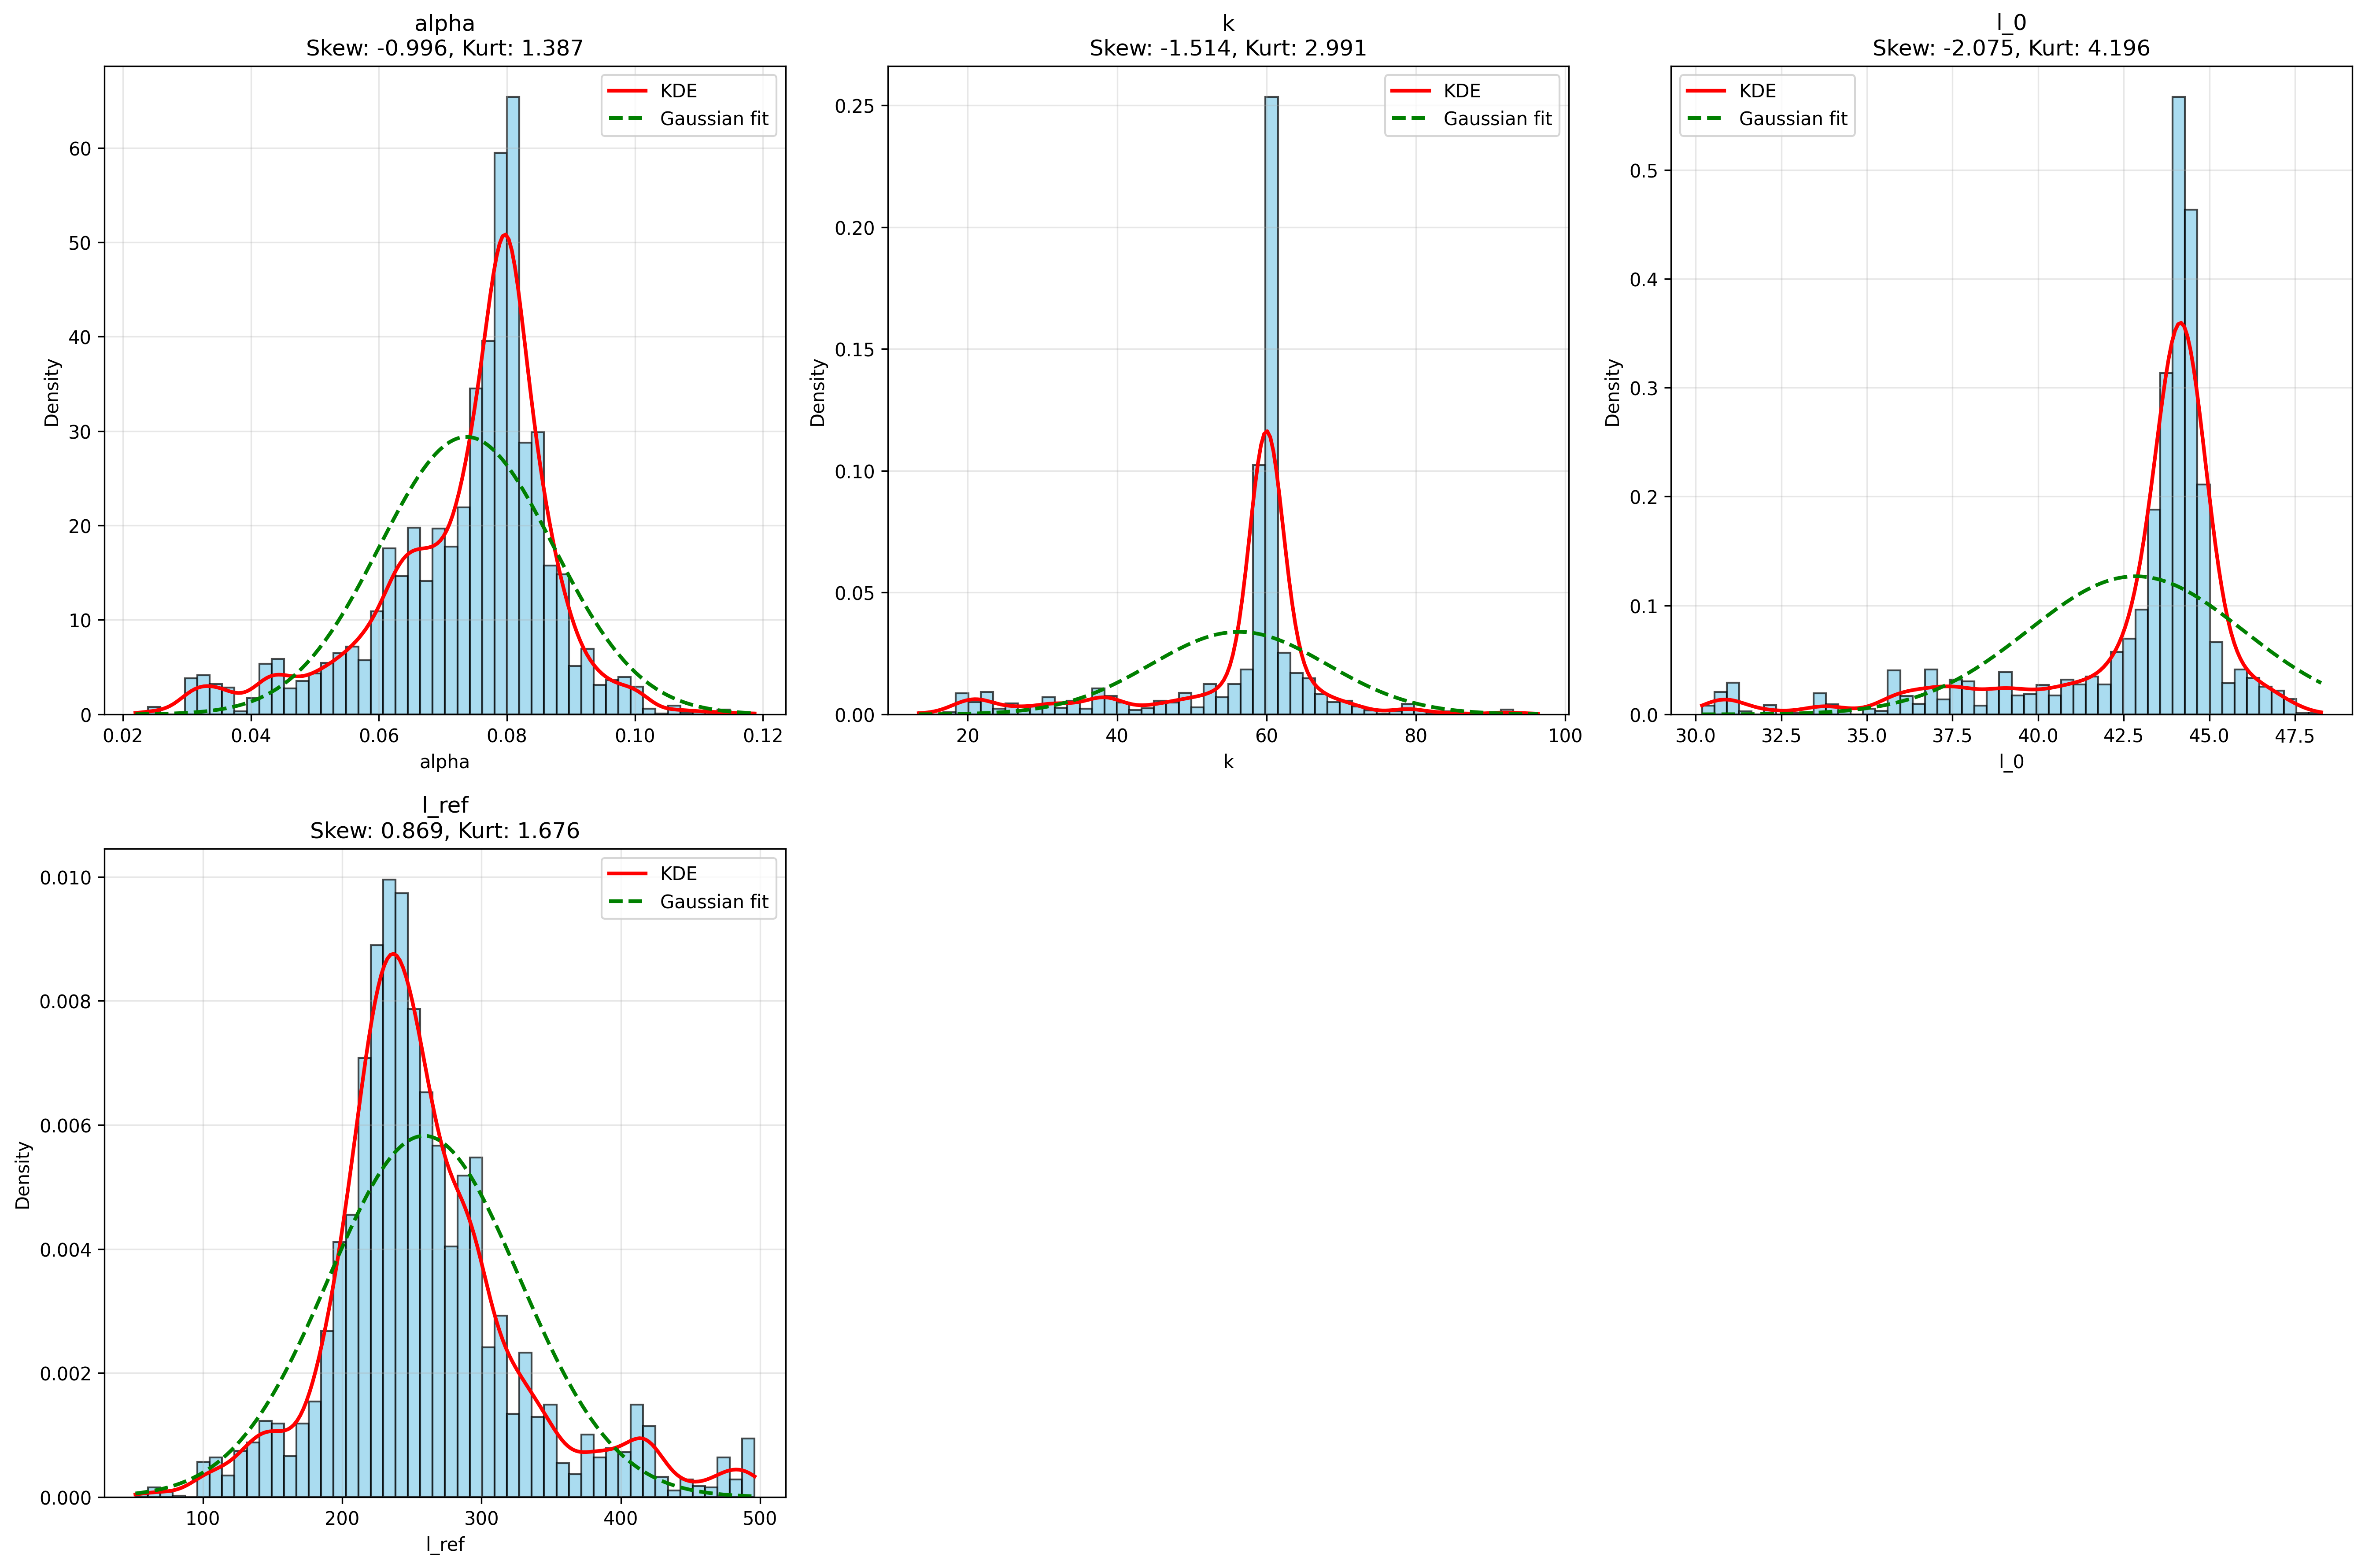 alpha
Skew: -0.996, Kurt: 1.387
KDE
Gaussian fit
60
50
40
30
20
10
0
Density
0.02 0.04 0.06 0.08 0.10 0.12
alpha
k
Skew: -1.514, Kurt: 2.991
KDE
Gaussian fit
0.25
0.20
0.15
0.10
0.05
0.00
Density
20 40 60 80 100
k
l_0
Skew: -2.075, Kurt: 4.196
KDE
Gaussian fit
0.5
0.4
0.3
0.2
0.1
0.0
Density
30.0 32.5 35.0 37.5 40.0 42.5 45.0 47.5
l_0
l_ref
Skew: 0.869, Kurt: 1.676
KDE
Gaussian fit
0.010
0.008
0.006
0.004
0.002
0.000
Density
100 200 300 400 500
l_ref